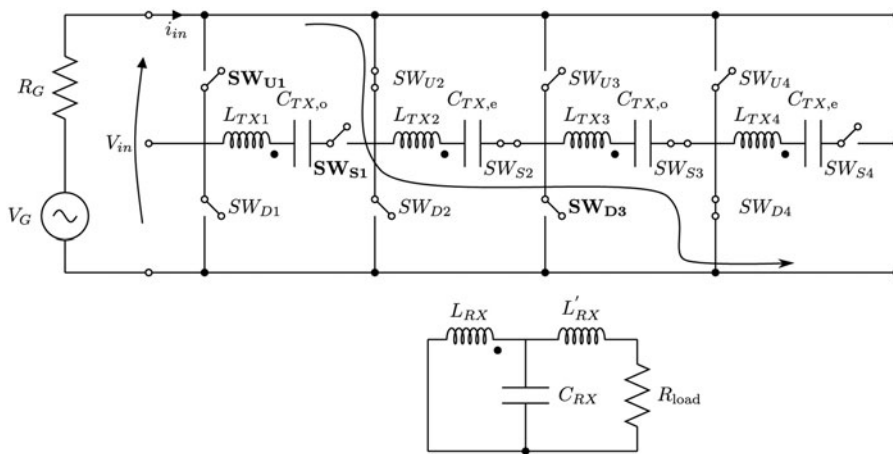 i_in
SW_U1
SW_U2
SW_U3
SW_U4
R_G
L_TX1
C_TX,o
L_TX2
C_TX,e
L_TX3
C_TX,o
L_TX4
C_TX,e
V_in
SW_S1
SW_S2
SW_S3
SW_S4
V_G
SW_D1
SW_D2
SW_D3
SW_D4
L_RX
L'_RX
C_RX
R_load